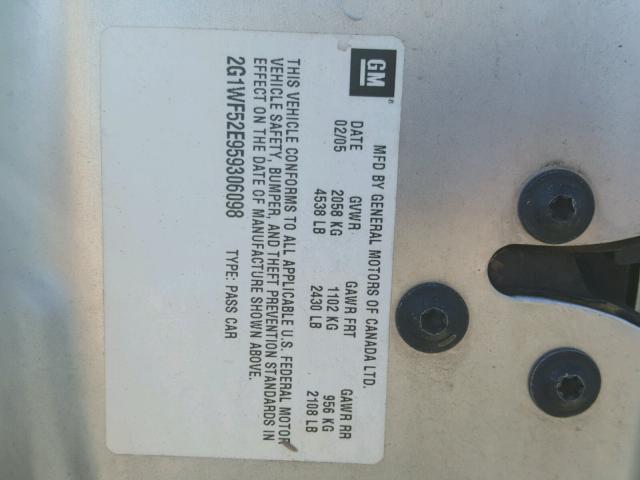 GM
MFD BY GENERAL MOTORS OF CANADA LTD.
DATE GVWR GAWR FRT GAWR RR
02/05 2058 KG 1102 KG 956 KG
4538 LB 2430 LB 2108 LB
THIS VEHICLE CONFORMS TO ALL APPLICABLE U.S. FEDERAL MOTOR
VEHICLE SAFETY, BUMPER, AND THEFT PREVENTION STANDARDS IN
EFFECT ON THE DATE OF MANUFACTURE SHOWN ABOVE.
2G1WF52E959306098 TYPE: PASS CAR